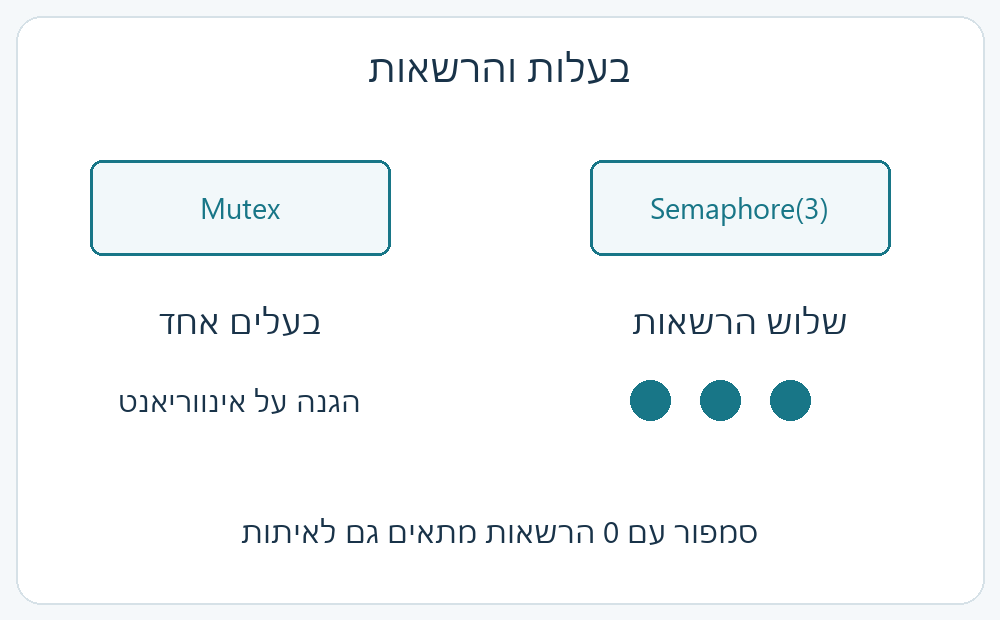 בעלות והרשאות
Semaphore(3)
שלוש הרשאות
Mutex
בעלים אחד
הגנה על אינווריאנט
סמפור עם 0 הרשאות מתאים גם לאיתות